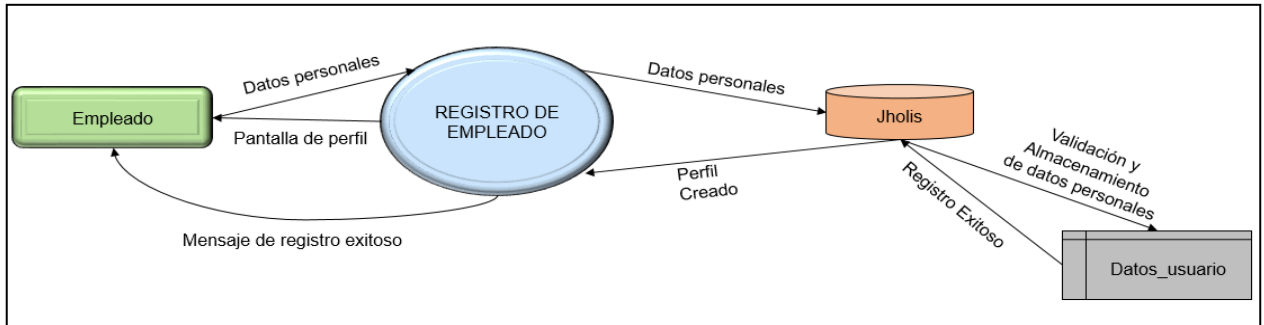 Datos personales
Empleado
Pantalla de perfil
REGISTRO DE
EMPLEADO
Datos personales
Jholis
Perfil
Creado
Validación y
Almacenamiento
de datos personales
Registro Exitoso
Mensaje de registro exitoso
Datos_usuario